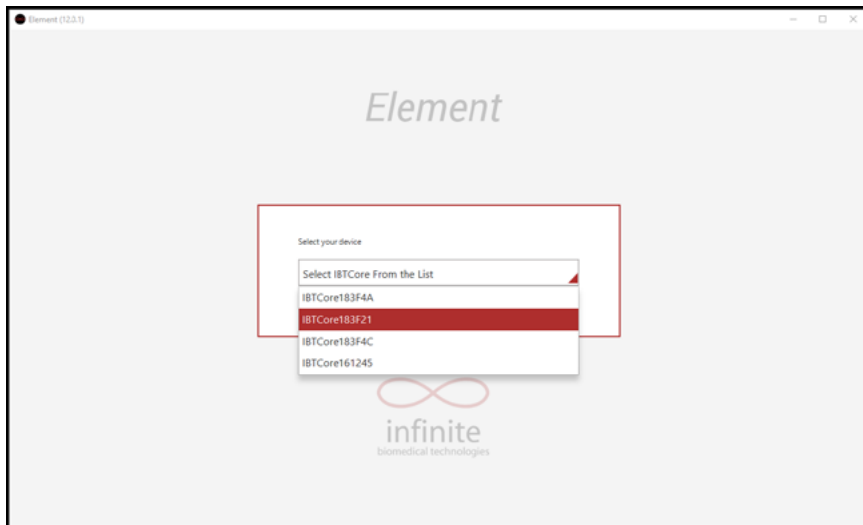 Element (12.3.1)
Element
Select your device
Select IBTCore From the List
IBTCore183F4A
IBTCore183F21
IBTCore183F4C
IBTCore161245
infinite
biomedical technologies